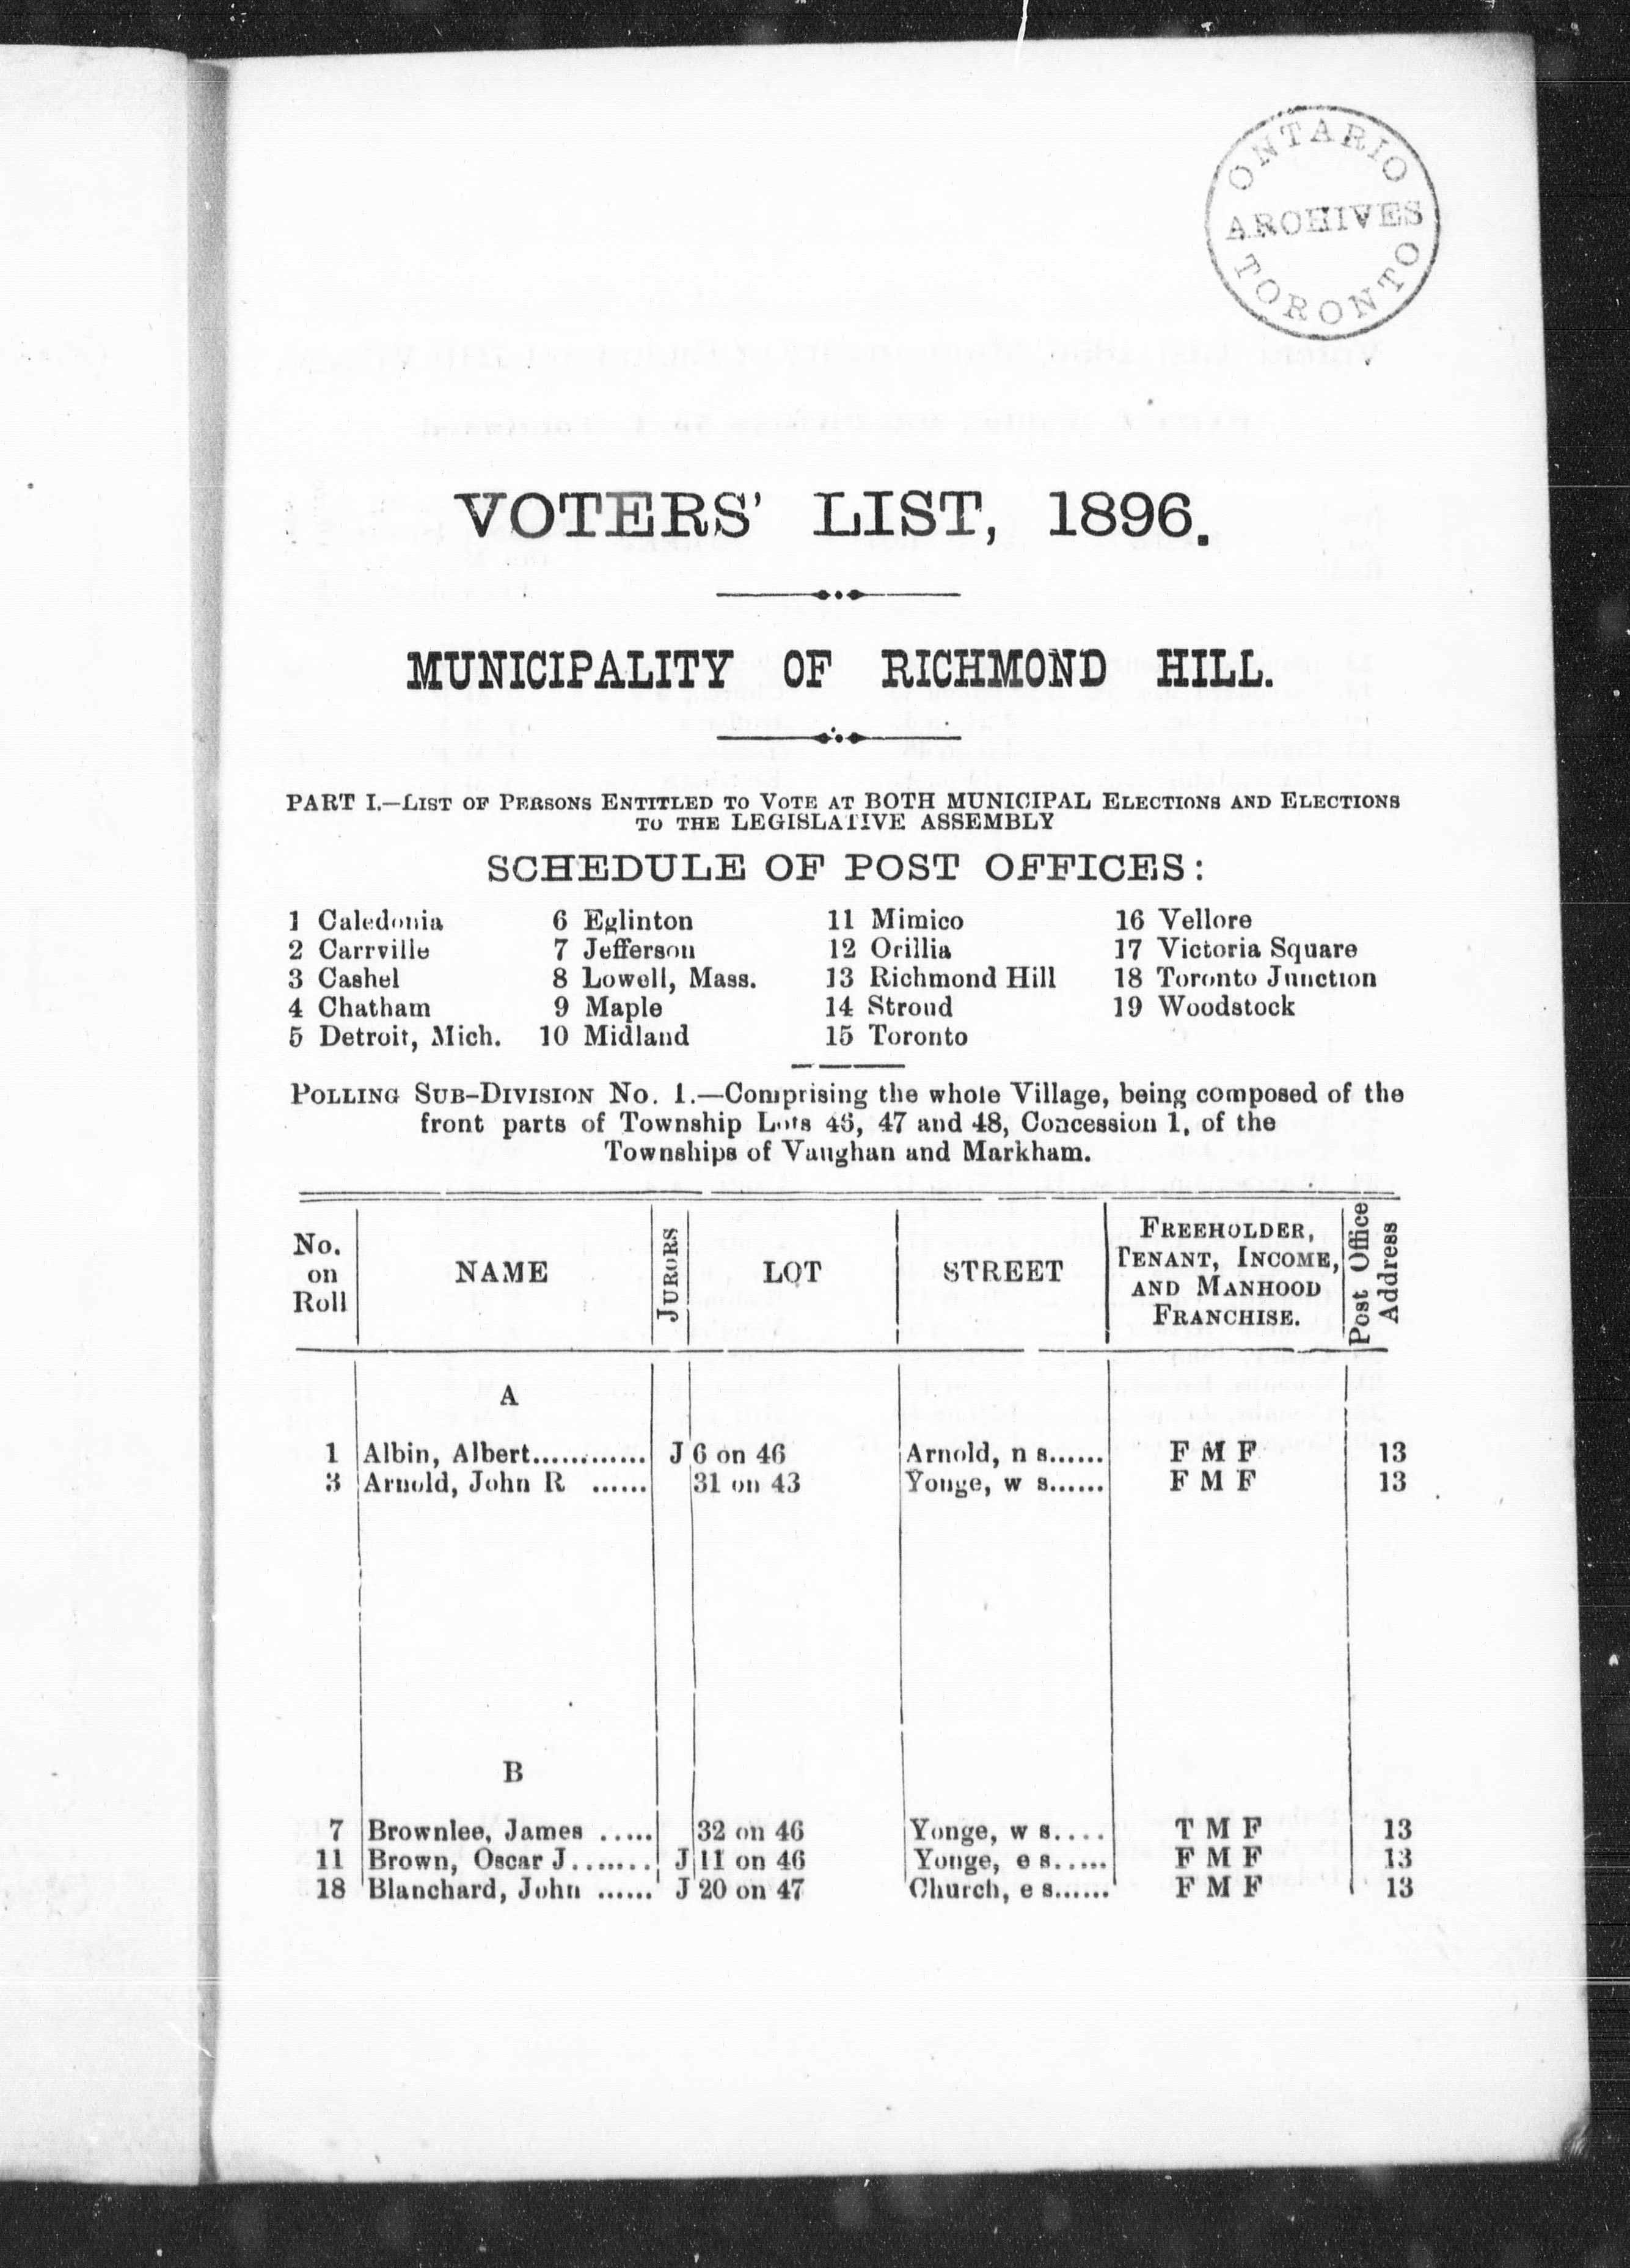 ONTARIO
ARCHIVES
TORONTO
VOTERS' LIST, 1896.
MUNICIPALITY OF RICHMOND HILL.
PART I.—LIST OF PERSONS ENTITLED TO VOTE AT BOTH MUNICIPAL ELECTIONS AND ELECTIONS
TO THE LEGISLATIVE ASSEMBLY
SCHEDULE OF POST OFFICES:
1 Caledonia 6 Eglinton 11 Mimico 16 Vellore
2 Carrville 7 Jefferson 12 Orillia 17 Victoria Square
3 Cashel 8 Lowell, Mass. 13 Richmond Hill 18 Toronto Junction
4 Chatham 9 Maple 14 Stroud 19 Woodstock
5 Detroit, Mich. 10 Midland 15 Toronto
POLLING SUB-DIVISION No. 1.—Comprising the whole Village, being composed of the
front parts of Township Lots 46, 47 and 48, Concession 1, of the
Townships of Vaughan and Markham.
No. on Roll NAME JURORS LOT STREET FREEHOLDER, TENANT, INCOME, AND MANHOOD FRANCHISE. Post Office Address
A
1 Albin, Albert............ J 6 on 46 Arnold, n s...... F M F 13
3 Arnold, John R ...... 31 on 43 Yonge, w s...... F M F 13
B
7 Brownlee, James ..... 32 on 46 Yonge, w s.... T M F 13
11 Brown, Oscar J....... J 11 on 46 Yonge, e s...... F M F 13
18 Blanchard, John ...... J 20 on 47 Church, e s...... F M F 13